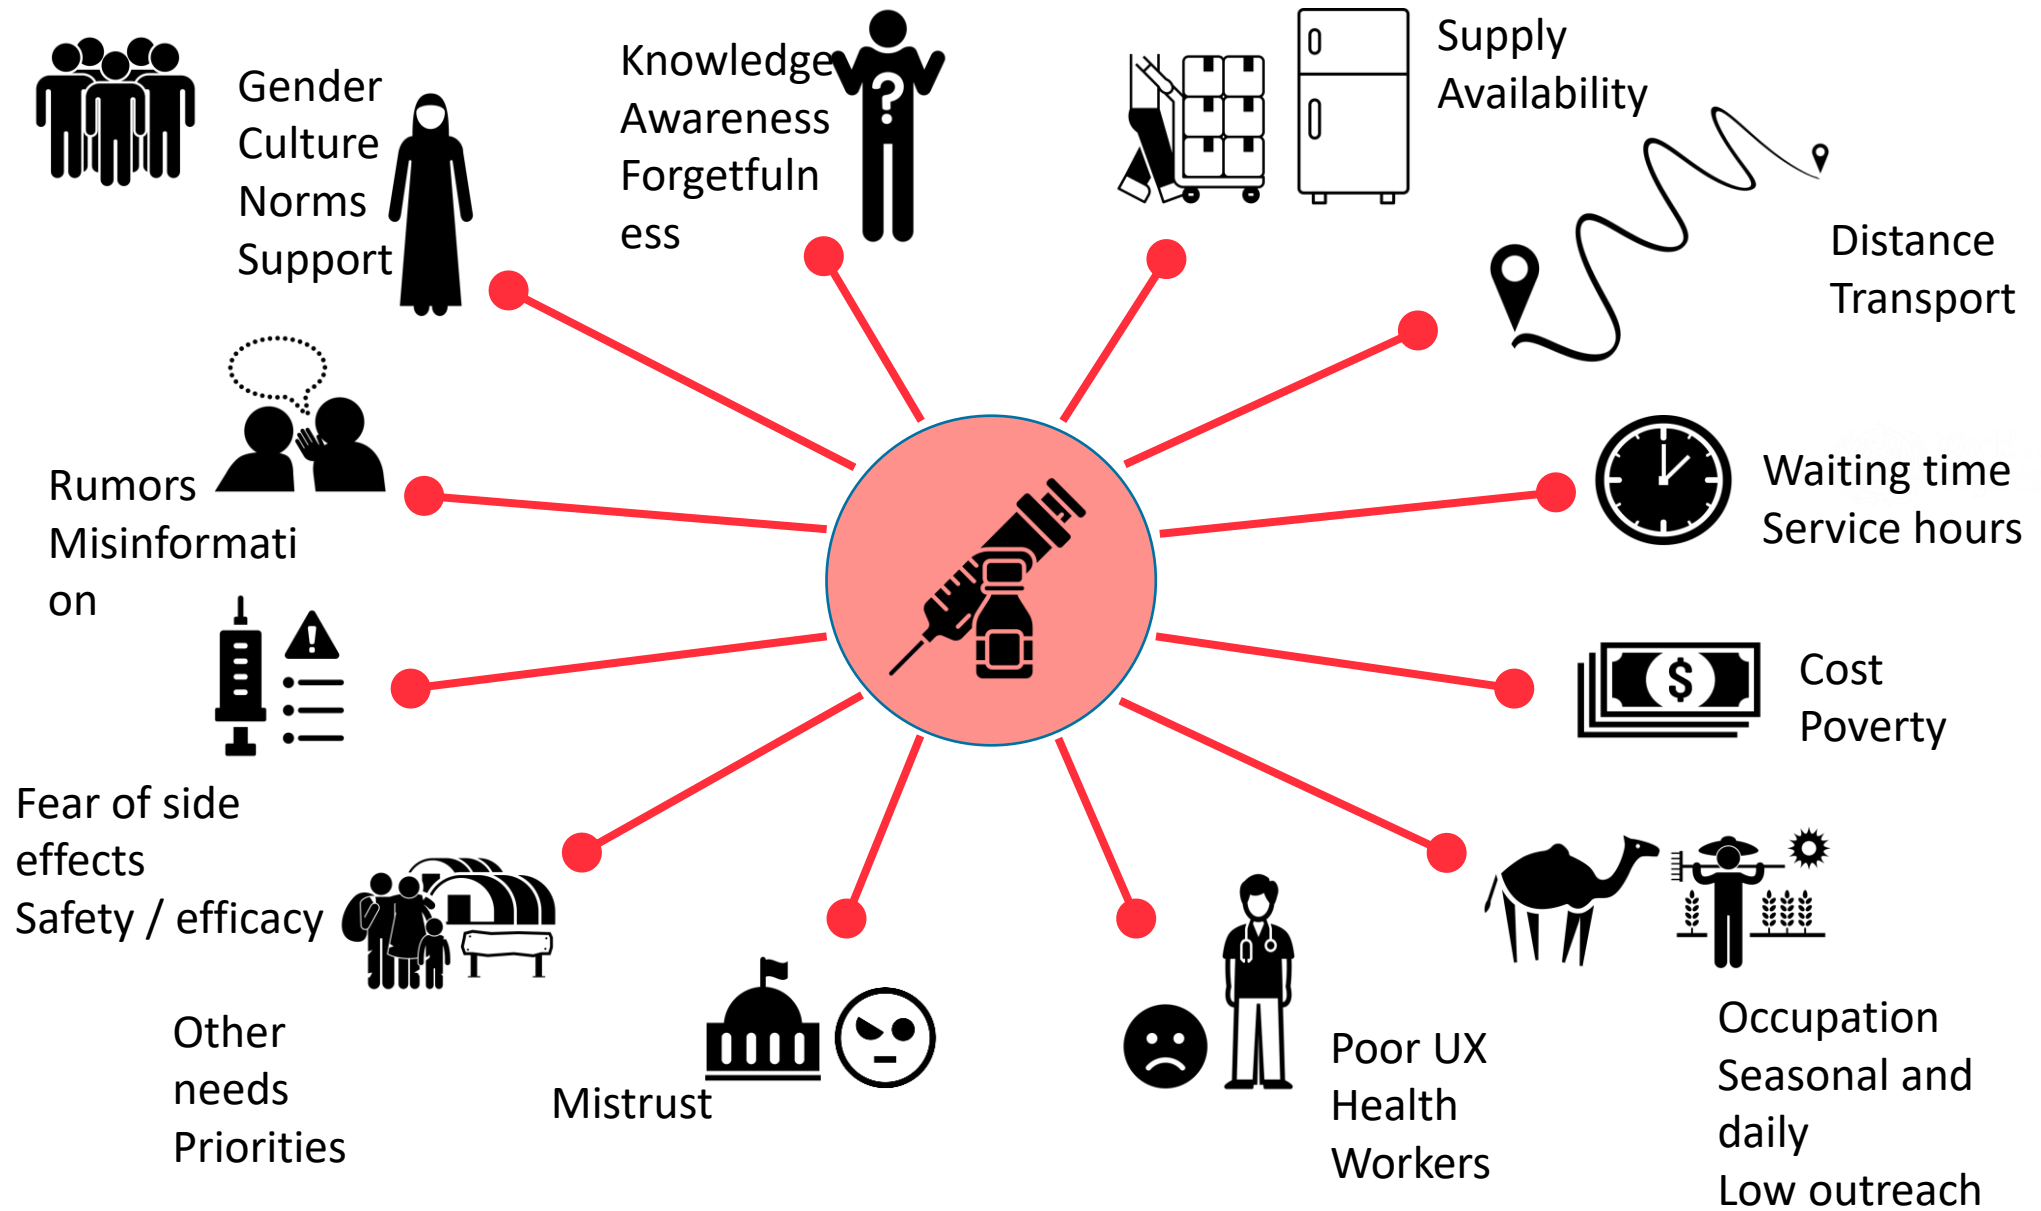 Gender
Culture
Norms
Support
Knowledge
Awareness
Forgetfuln
ess
?
Supply
Availability
Distance
Transport
Waiting time
Service hours
$
Cost
Poverty
Occupation
Seasonal and
daily
Low outreach
Poor UX
Health
Workers
Mistrust
Other
needs
Priorities
Fear of side
effects
Safety / efficacy
!
Rumors
Misinformati
on